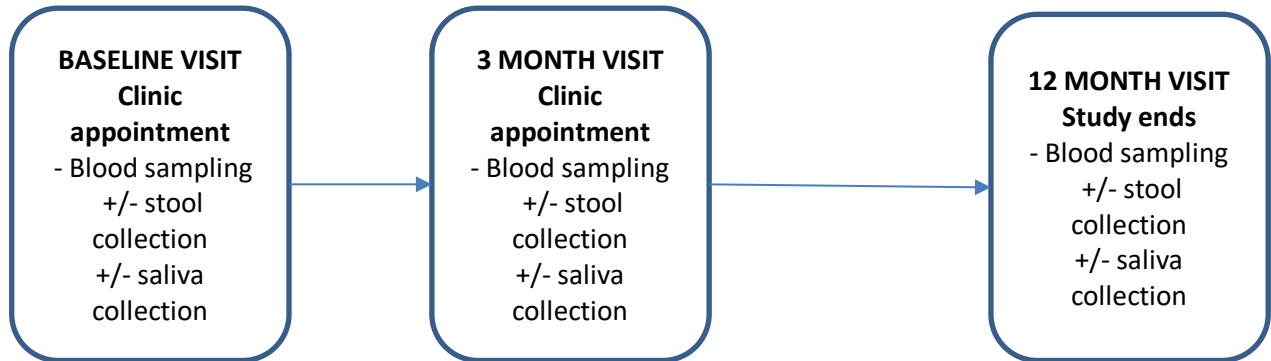 BASELINE VISIT
Clinic
appointment
- Blood sampling
+/- stool
collection
+/- saliva
collection
3 MONTH VISIT
Clinic
appointment
- Blood sampling
+/- stool
collection
+/- saliva
collection
12 MONTH VISIT
Study ends
- Blood sampling
+/- stool
collection
+/- saliva
collection